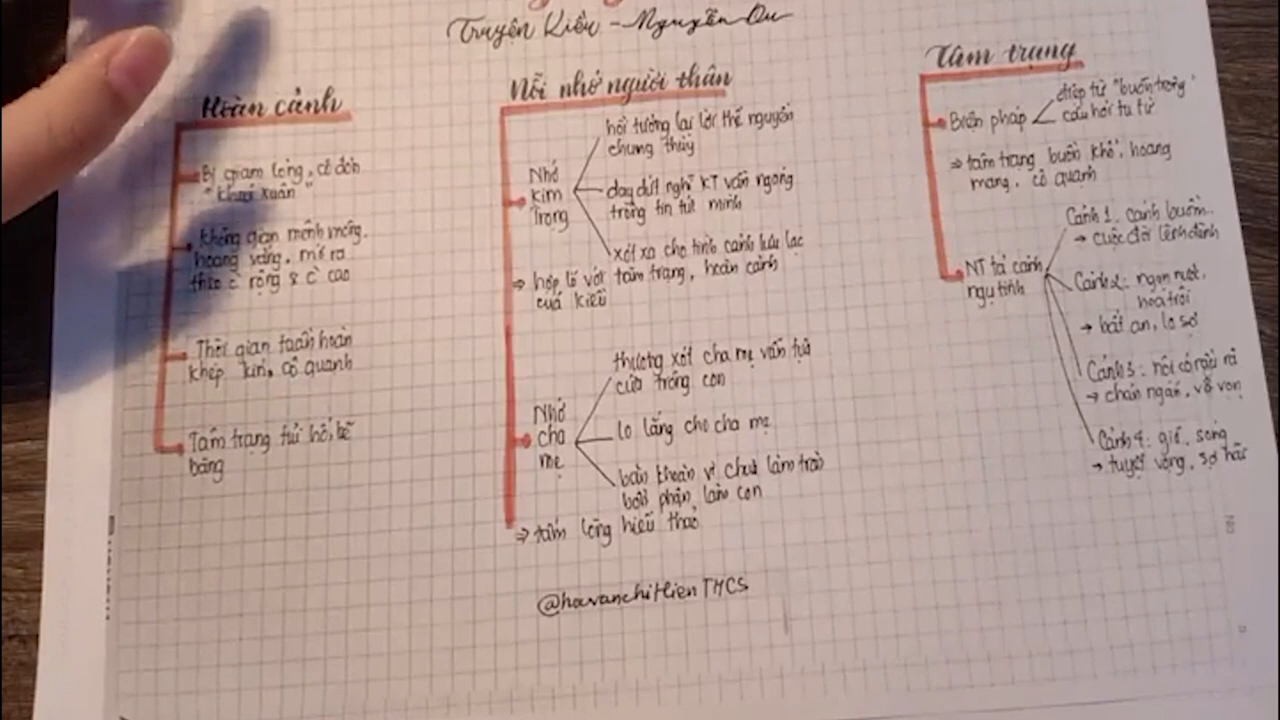 Truyện Kiều - Nguyễn Du
Hoàn cảnh
Bị giam lỏng, cô đơn
"khoá xuân"
không gian mênh mông,
hoang vắng, mở ra
theo c̀ rộng & c̀ cao
Thời gian tuần hoàn
khép kín, cô quạnh
Tâm trạng tủi hổ, bẽ
bàng
Nỗi nhớ người thân
Nhớ
Kim
Trọng
hồi tưởng lại lời thề nguyền
chung thủy
day dứt nghĩ KT vẫn ngóng
trông tin tức mình
xót xa cho tình cảnh lưu lạc
⇒ hợp lí với tâm trạng, hoàn cảnh
của Kiều
Nhớ
cha
mẹ
thương xót cha mẹ vẫn tựa
cửa trông con
lo lắng cho cha mẹ
băn khoăn vì chưa làm tròn
bổn phận làm con
⇒ tấm lòng hiếu thảo
Tâm trạng
Biện pháp
điệp từ "buồn trông"
câu hỏi tu từ
⇒ tâm trạng buồn khổ, hoang
mang, cô quạnh
NT tả cảnh
ngụ tình
Cảnh 1: cánh buồm
→ cuộc đời lênh đênh
Cảnh 2: ngọn nước,
hoa trôi
→ bất an, lo sợ
Cảnh 3: nội cỏ rầu rĩ
→ chán ngán, vô vọng
Cảnh 4: gió, sóng
→ tuyệt vọng, sợ hãi
@hocvanchiHienTHCS